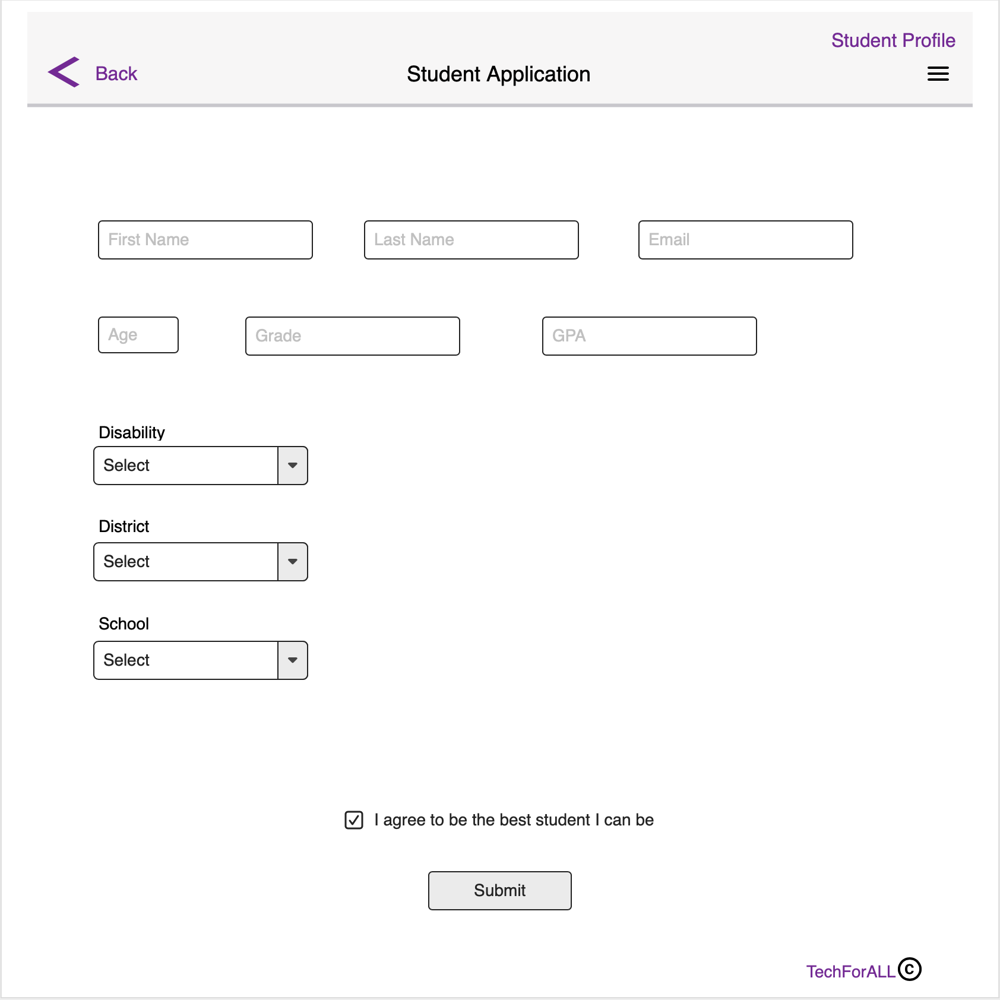 Student Profile
Back
Student Application
First Name
Last Name
Email
Age
Grade
GPA
Disability
Select
District
Select
School
Select
I agree to be the best student I can be
Submit
TechForALL ©